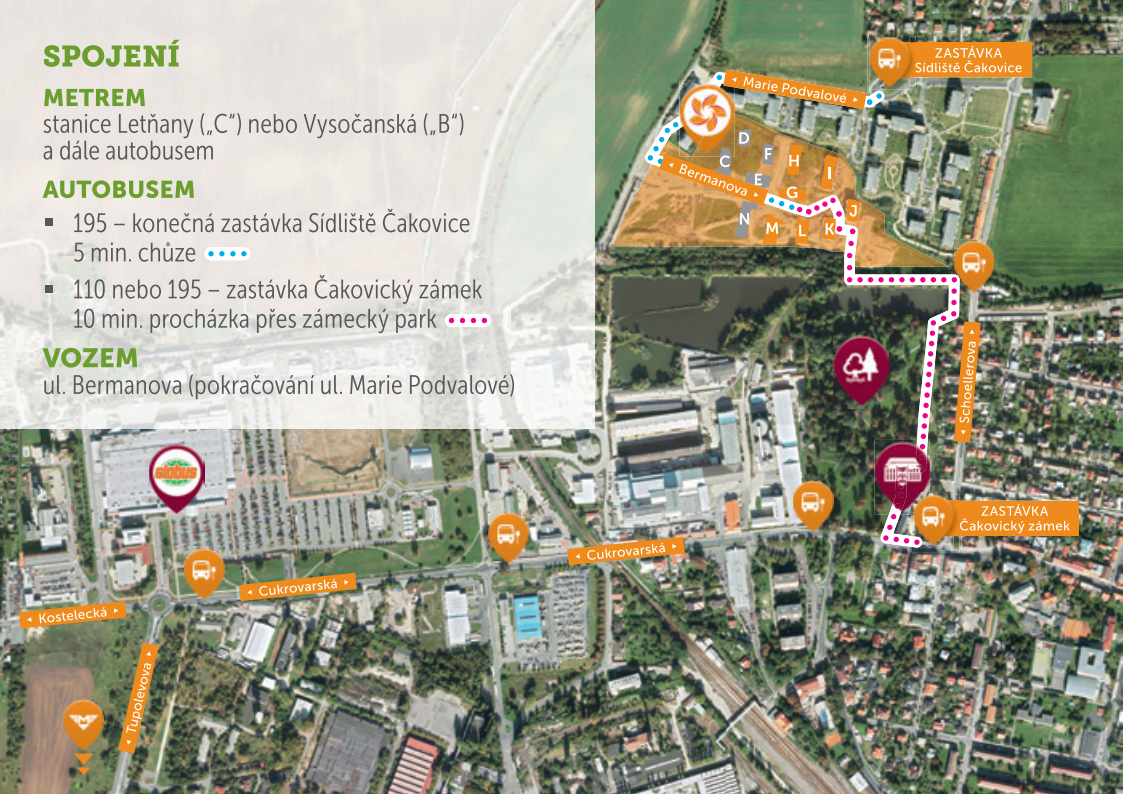 SPOJENÍ
METREM
stanice Letňany („C“) nebo Vysočanská („B“)
a dále autobusem
AUTOBUSEM
▪ 195 – konečná zastávka Sídliště Čakovice
5 min. chůze
▪ 110 nebo 195 – zastávka Čakovický zámek
10 min. procházka přes zámecký park
VOZEM
ul. Bermanova (pokračování ul. Marie Podvalové)
ZASTÁVKA
Sídliště Čakovice
Marie Podvalové
D
C
F
H
I
E
Bermanova
G
J
N
M
L
K
Schoellerova
GLOBUS
ZASTÁVKA
Čakovický zámek
Cukrovarská
Cukrovarská
Kostelecká
Tupolevova
M